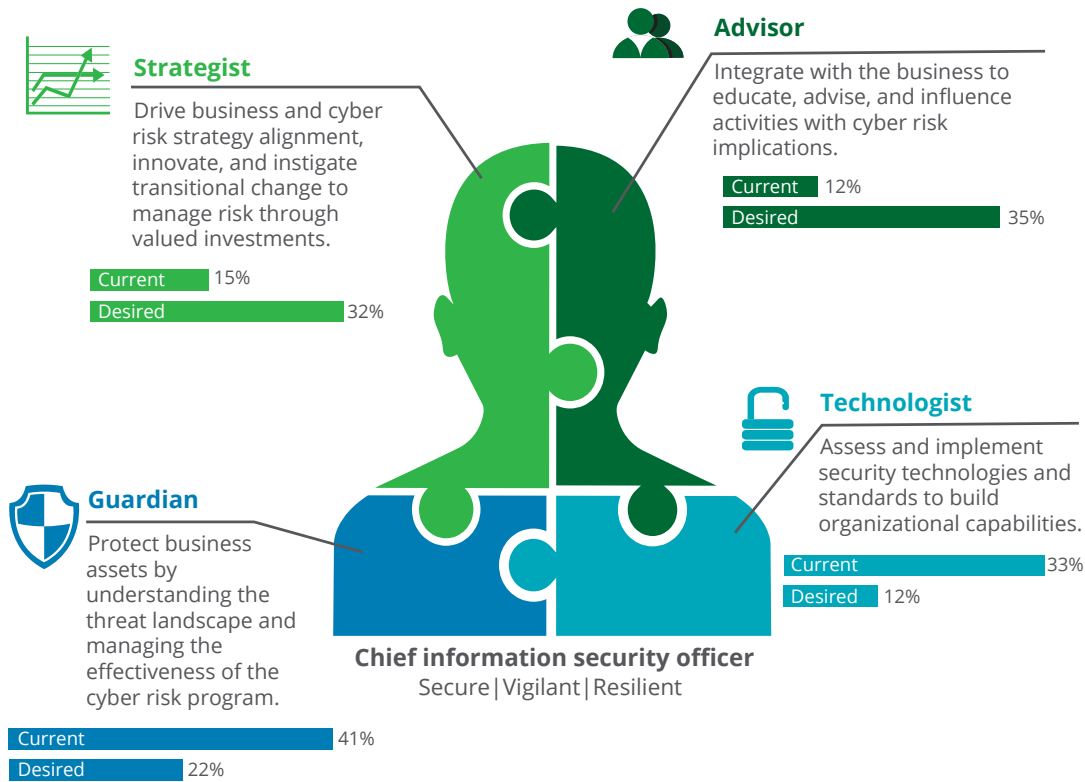 Strategist
Drive business and cyber
risk strategy alignment,
innovate, and instigate
transitional change to
manage risk through
valued investments.
Current 15%
Desired 32%
Advisor
Integrate with the business to
educate, advise, and influence
activities with cyber risk
implications.
Current 12%
Desired 35%
Guardian
Protect business
assets by
understanding the
threat landscape and
managing the
effectiveness of the
cyber risk program.
Current 41%
Desired 22%
Technologist
Assess and implement
security technologies and
standards to build
organizational capabilities.
Current 33%
Desired 12%
Chief information security officer
Secure|Vigilant|Resilient